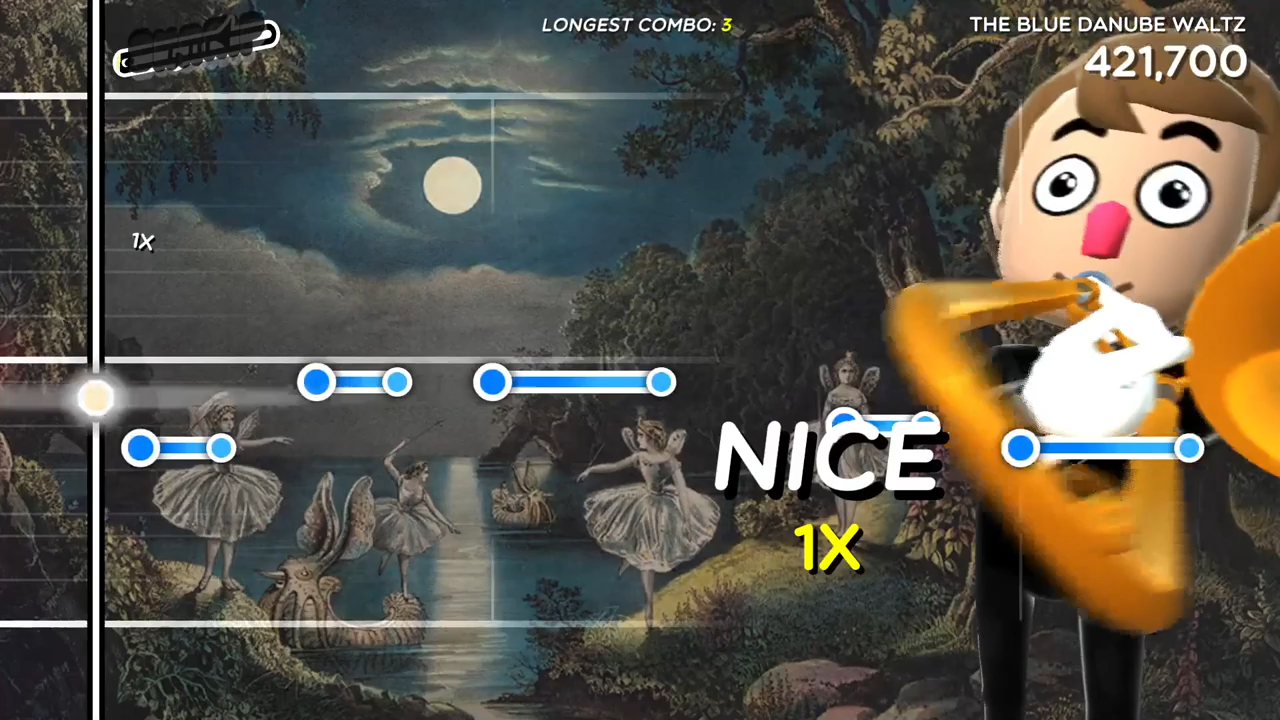 LONGEST COMBO: 3
THE BLUE DANUBE WALTZ
421,700
1X
NICE
1X